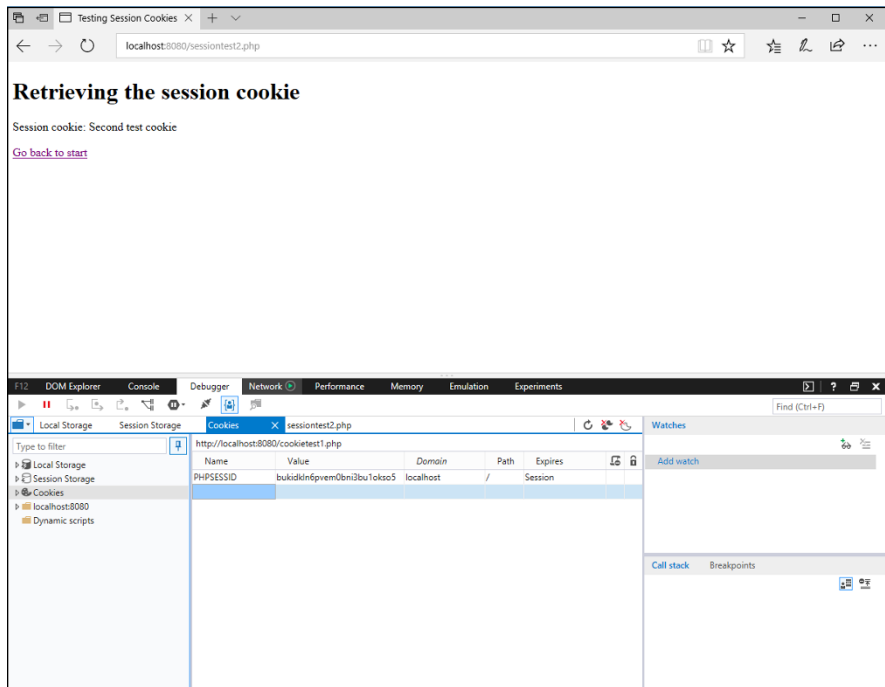 Testing Session Cookies
localhost:8080/sessiontest2.php
Retrieving the session cookie
Session cookie: Second test cookie
Go back to start
F12 DOM Explorer Console Debugger Network Performance Memory Emulation Experiments ?
Find (Ctrl+F)
Local Storage Session Storage Cookies sessiontest2.php Watches
Type to filter http://localhost:8080/cookietest1.php
Name Value Domain Path Expires
Add watch
Local Storage
PHPSESSID bukidkln6pvem0bni3bu1okso5 localhost / Session
Session Storage
Cookies
localhost:8080
Dynamic scripts
Call stack Breakpoints